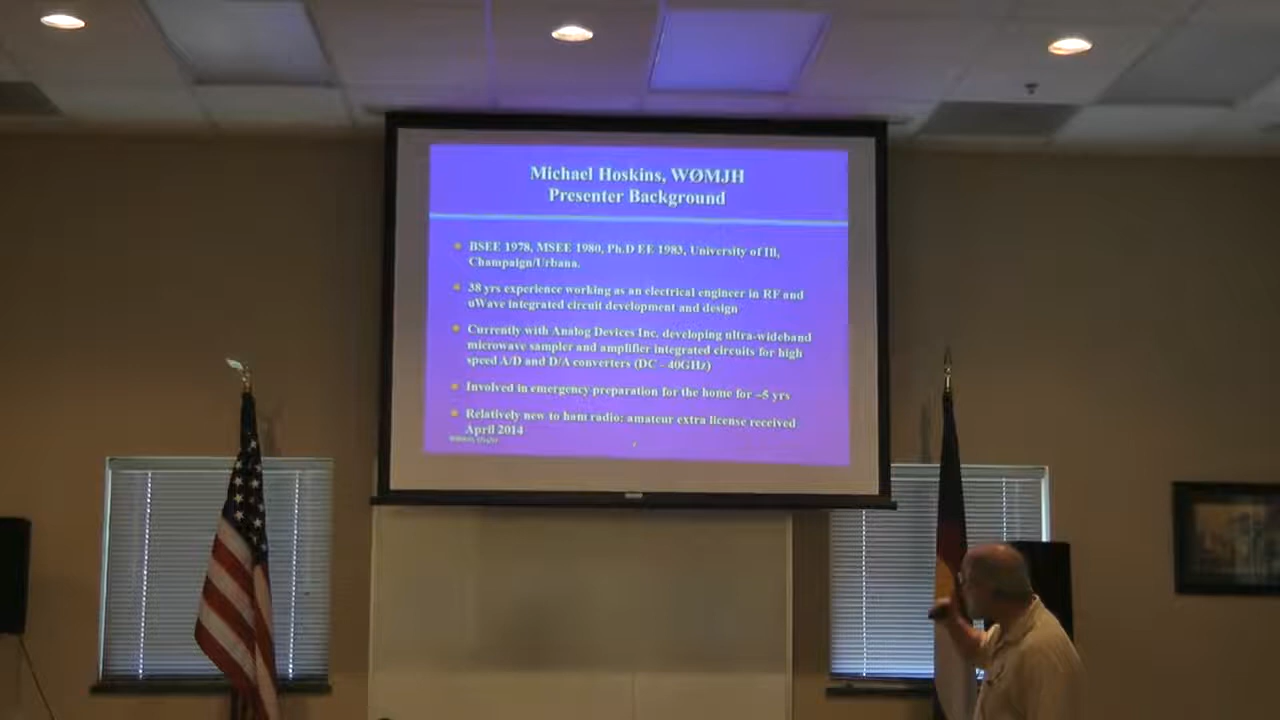 Michael Hoskins, WØMJH
Presenter Background
BSEE 1978, MSEE 1980, Ph.D EE 1983, University of Ill,
Champaign/Urbana.
38 yrs experience working as an electrical engineer in RF and
uWave integrated circuit development and design
Currently with Analog Devices Inc. developing ultra-wideband
microwave sampler and amplifier integrated circuits for high
speed A/D and D/A converters (DC - 40GHz)
Involved in emergency preparation for the home for ~5 yrs
Relatively new to ham radio: amateur extra license received
April 2014